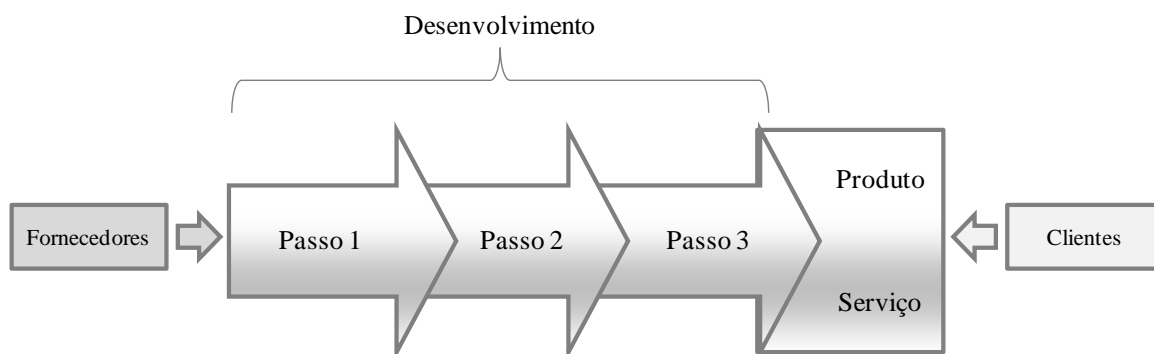 Desenvolvimento
Fornecedores
Passo 1
Passo 2
Passo 3
Produto
Serviço
Clientes